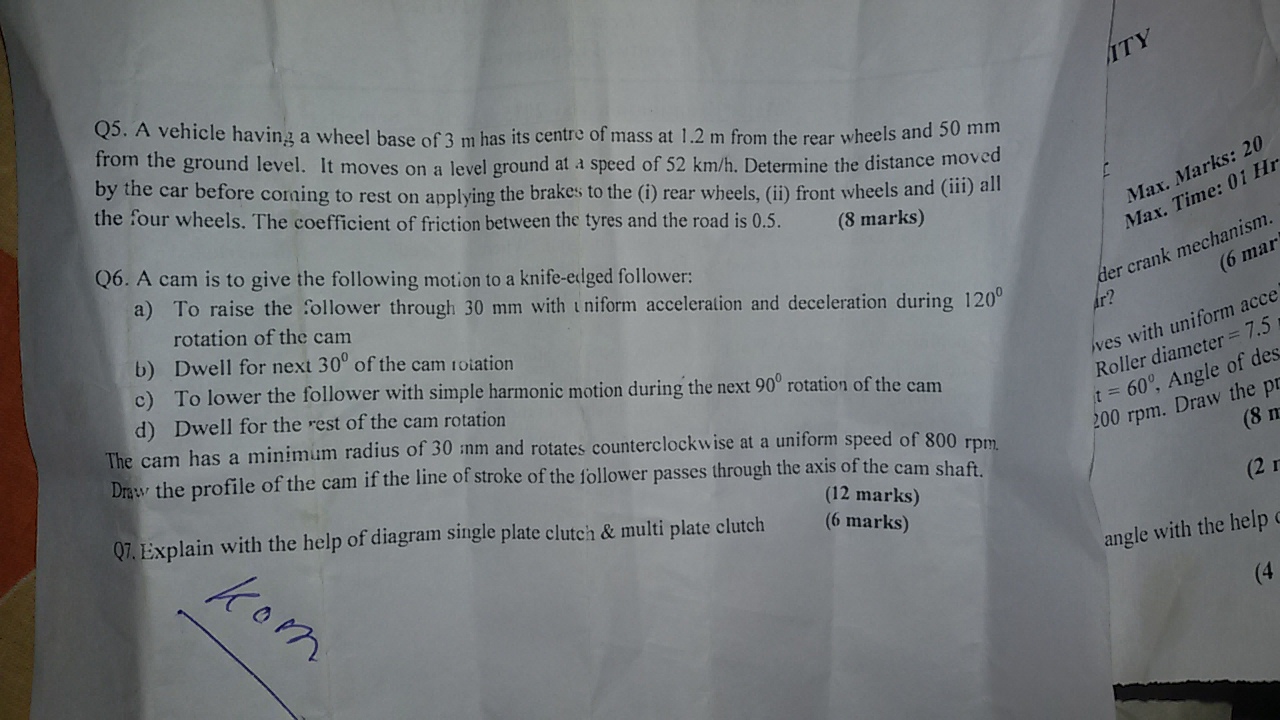 Q5. A vehicle having a wheel base of 3 m has its centre of mass at 1.2 m from the rear wheels and 50 mm
from the ground level. It moves on a level ground at a speed of 52 km/h. Determine the distance moved
by the car before coming to rest on applying the brakes to the (i) rear wheels, (ii) front wheels and (iii) all
the four wheels. The coefficient of friction between the tyres and the road is 0.5. (8 marks)
Q6. A cam is to give the following motion to a knife-edged follower:
a) To raise the follower through 30 mm with uniform acceleration and deceleration during 120⁰
rotation of the cam
b) Dwell for next 30⁰ of the cam rotation
c) To lower the follower with simple harmonic motion during the next 90⁰ rotation of the cam
d) Dwell for the rest of the cam rotation
The cam has a minimum radius of 30 mm and rotates counterclockwise at a uniform speed of 800 rpm.
Draw the profile of the cam if the line of stroke of the follower passes through the axis of the cam shaft.
(12 marks)
Q7. Explain with the help of diagram single plate clutch & multi plate clutch (6 marks)
Kom
ITY
Max. Marks: 20
Max. Time: 01 Hr
der crank mechanism.
(6 mar
ir?
ves with uniform acce
Roller diameter = 7.5
t = 60⁰, Angle of des
200 rpm. Draw the pr
(8 m
(2 r
angle with the help
(4